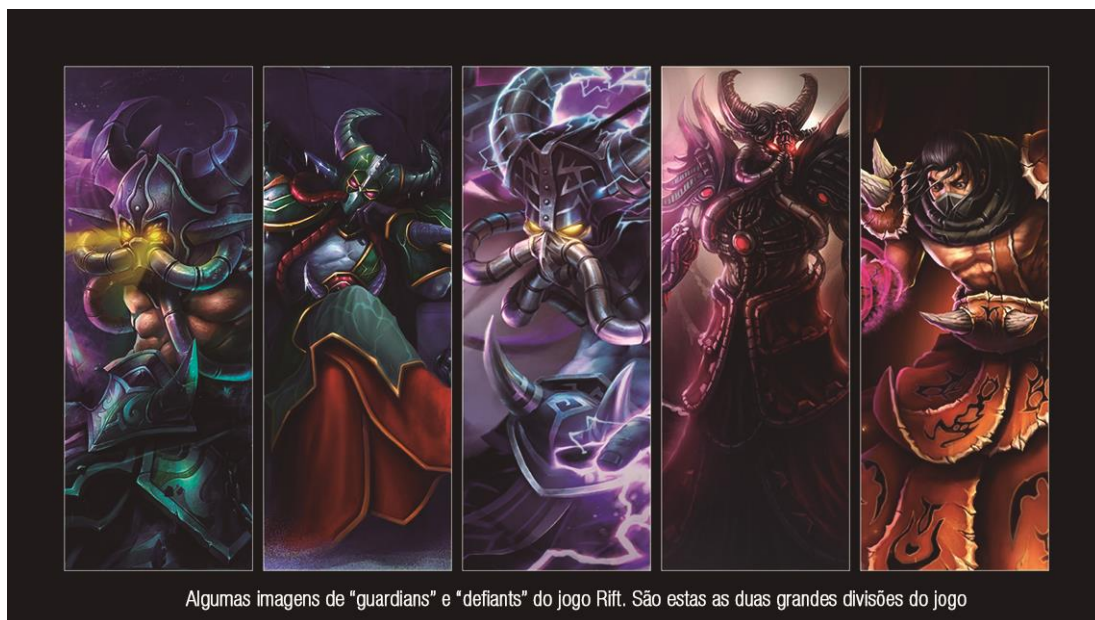 Algumas imagens de “guardians” e “defiants” do jogo Rift. São estas as duas grandes divisões do jogo